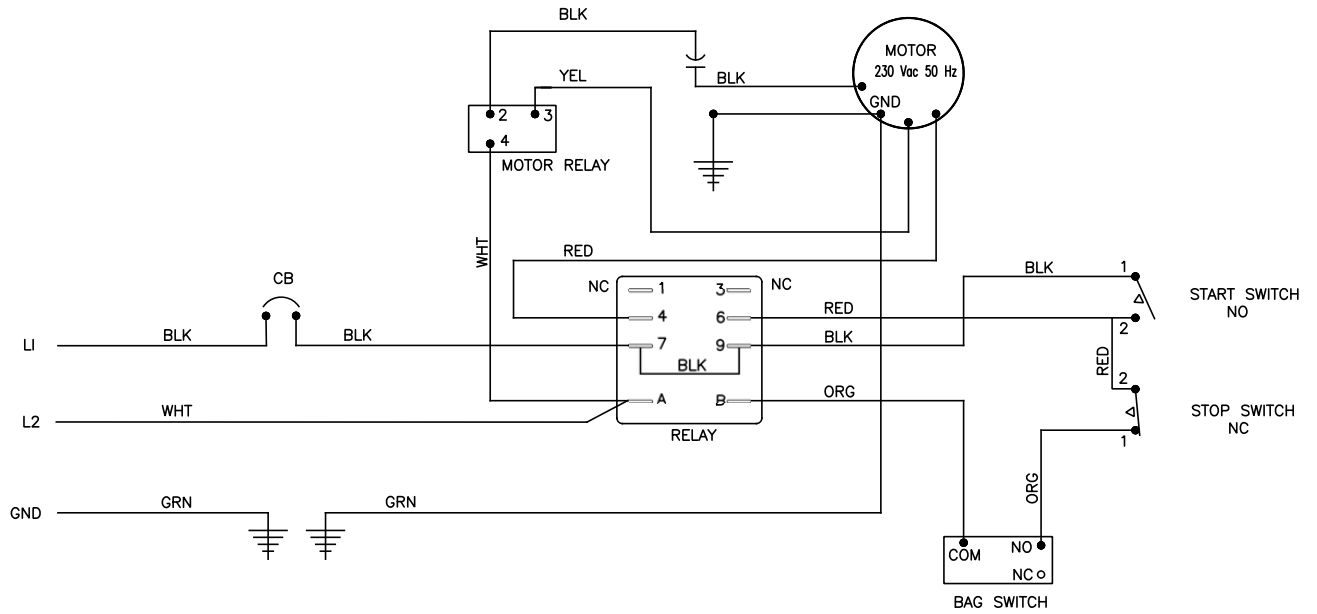 BLK
MOTOR
230 Vac 50 Hz
YEL
BLK
GND
2 3
4
MOTOR RELAY
WHT
RED
BLK
1
CB
NC 1 3 NC
START SWITCH
NO
4 6
RED
2
L1 BLK BLK
7 9
BLK
BLK
RED
2
A B
ORG
L2 WHT
STOP SWITCH
NC
RELAY
1
ORG
GND GRN GRN
COM NO
NC
BAG SWITCH